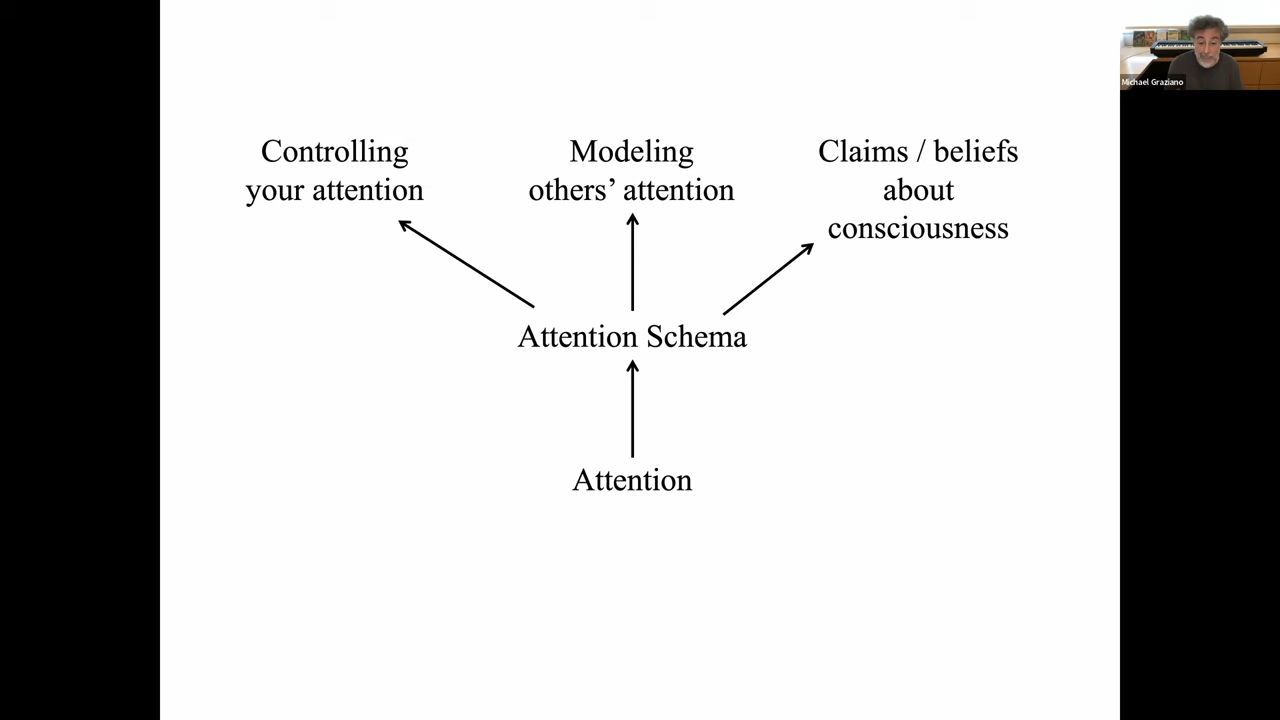 Michael Graziano
Controlling
your attention
Modeling
others’ attention
Claims / beliefs
about
consciousness
Attention Schema
Attention